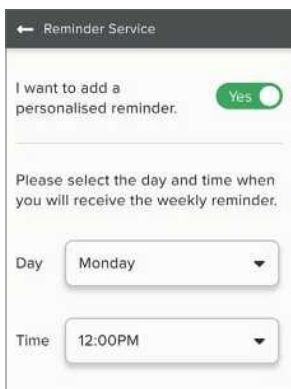 Reminder Service
I want to add a
personalised reminder.
Yes
Please select the day and time when
you will receive the weekly reminder.
Day
Monday
Time
12:00PM